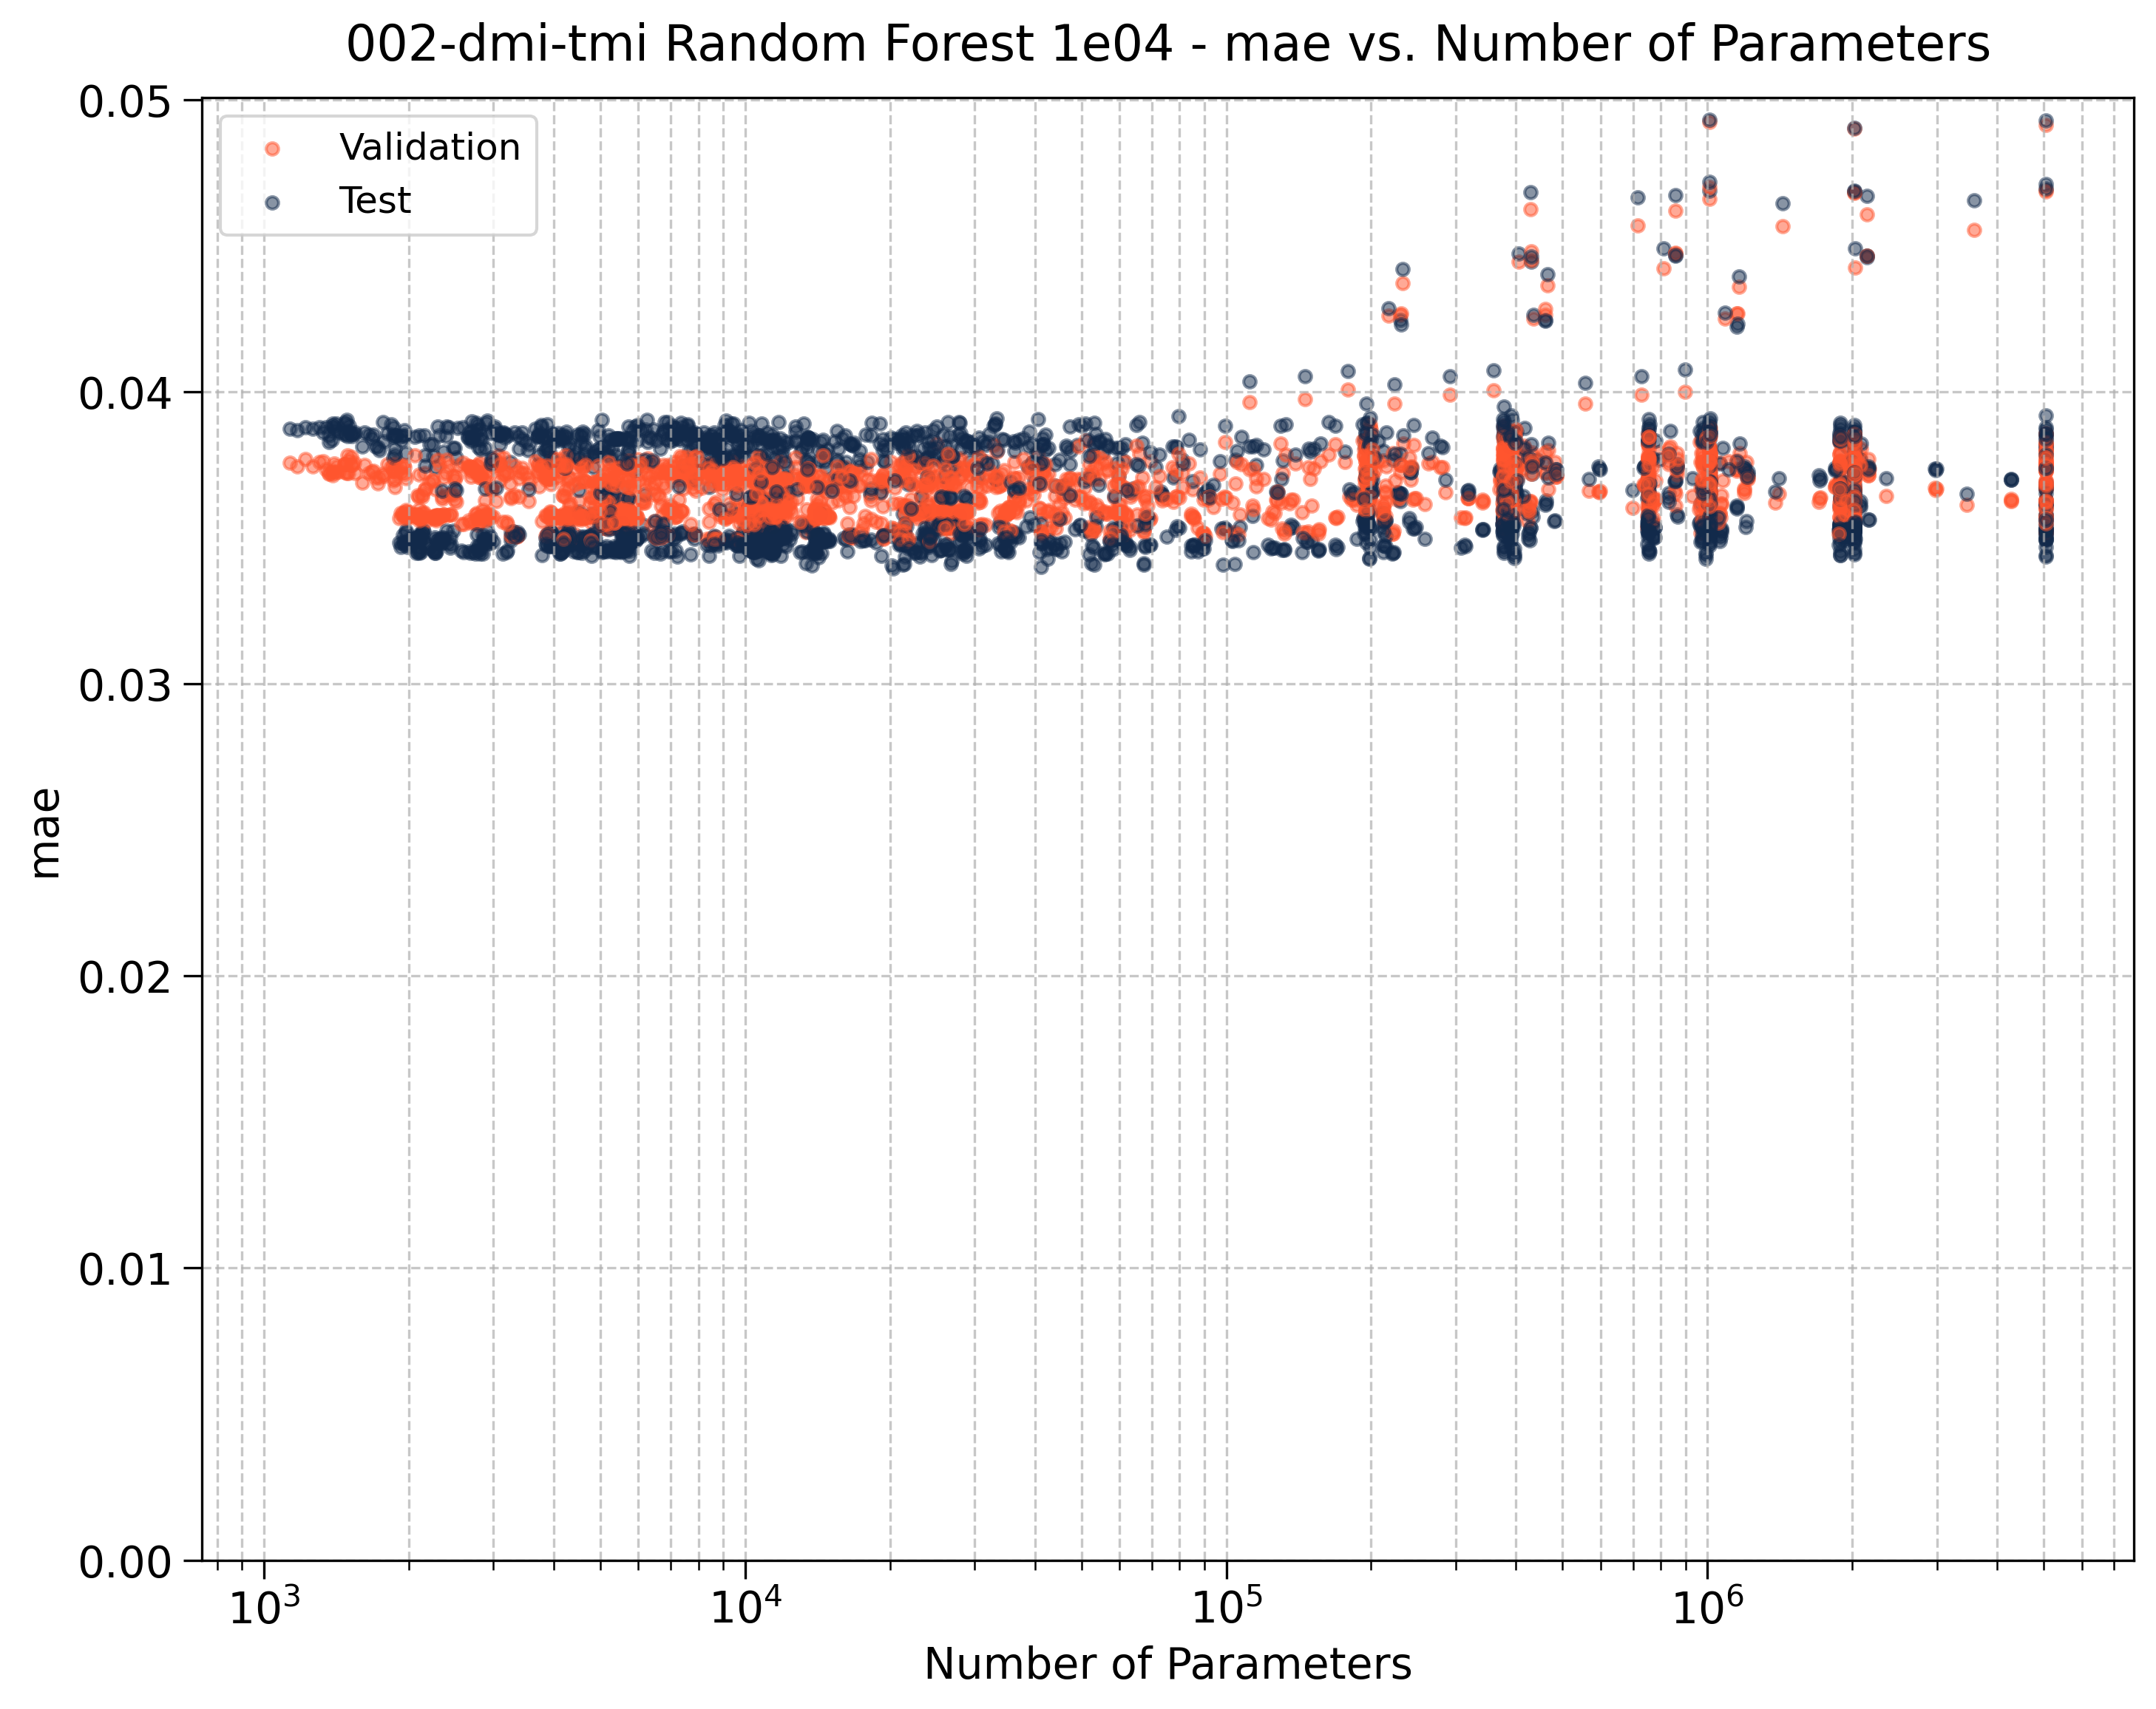 002-dmi-tmi Random Forest 1e04 - mae vs. Number of Parameters
Validation
Test
0.05
0.04
0.03
0.02
0.01
0.00
mae
10³
10⁴
10⁵
10⁶
Number of Parameters